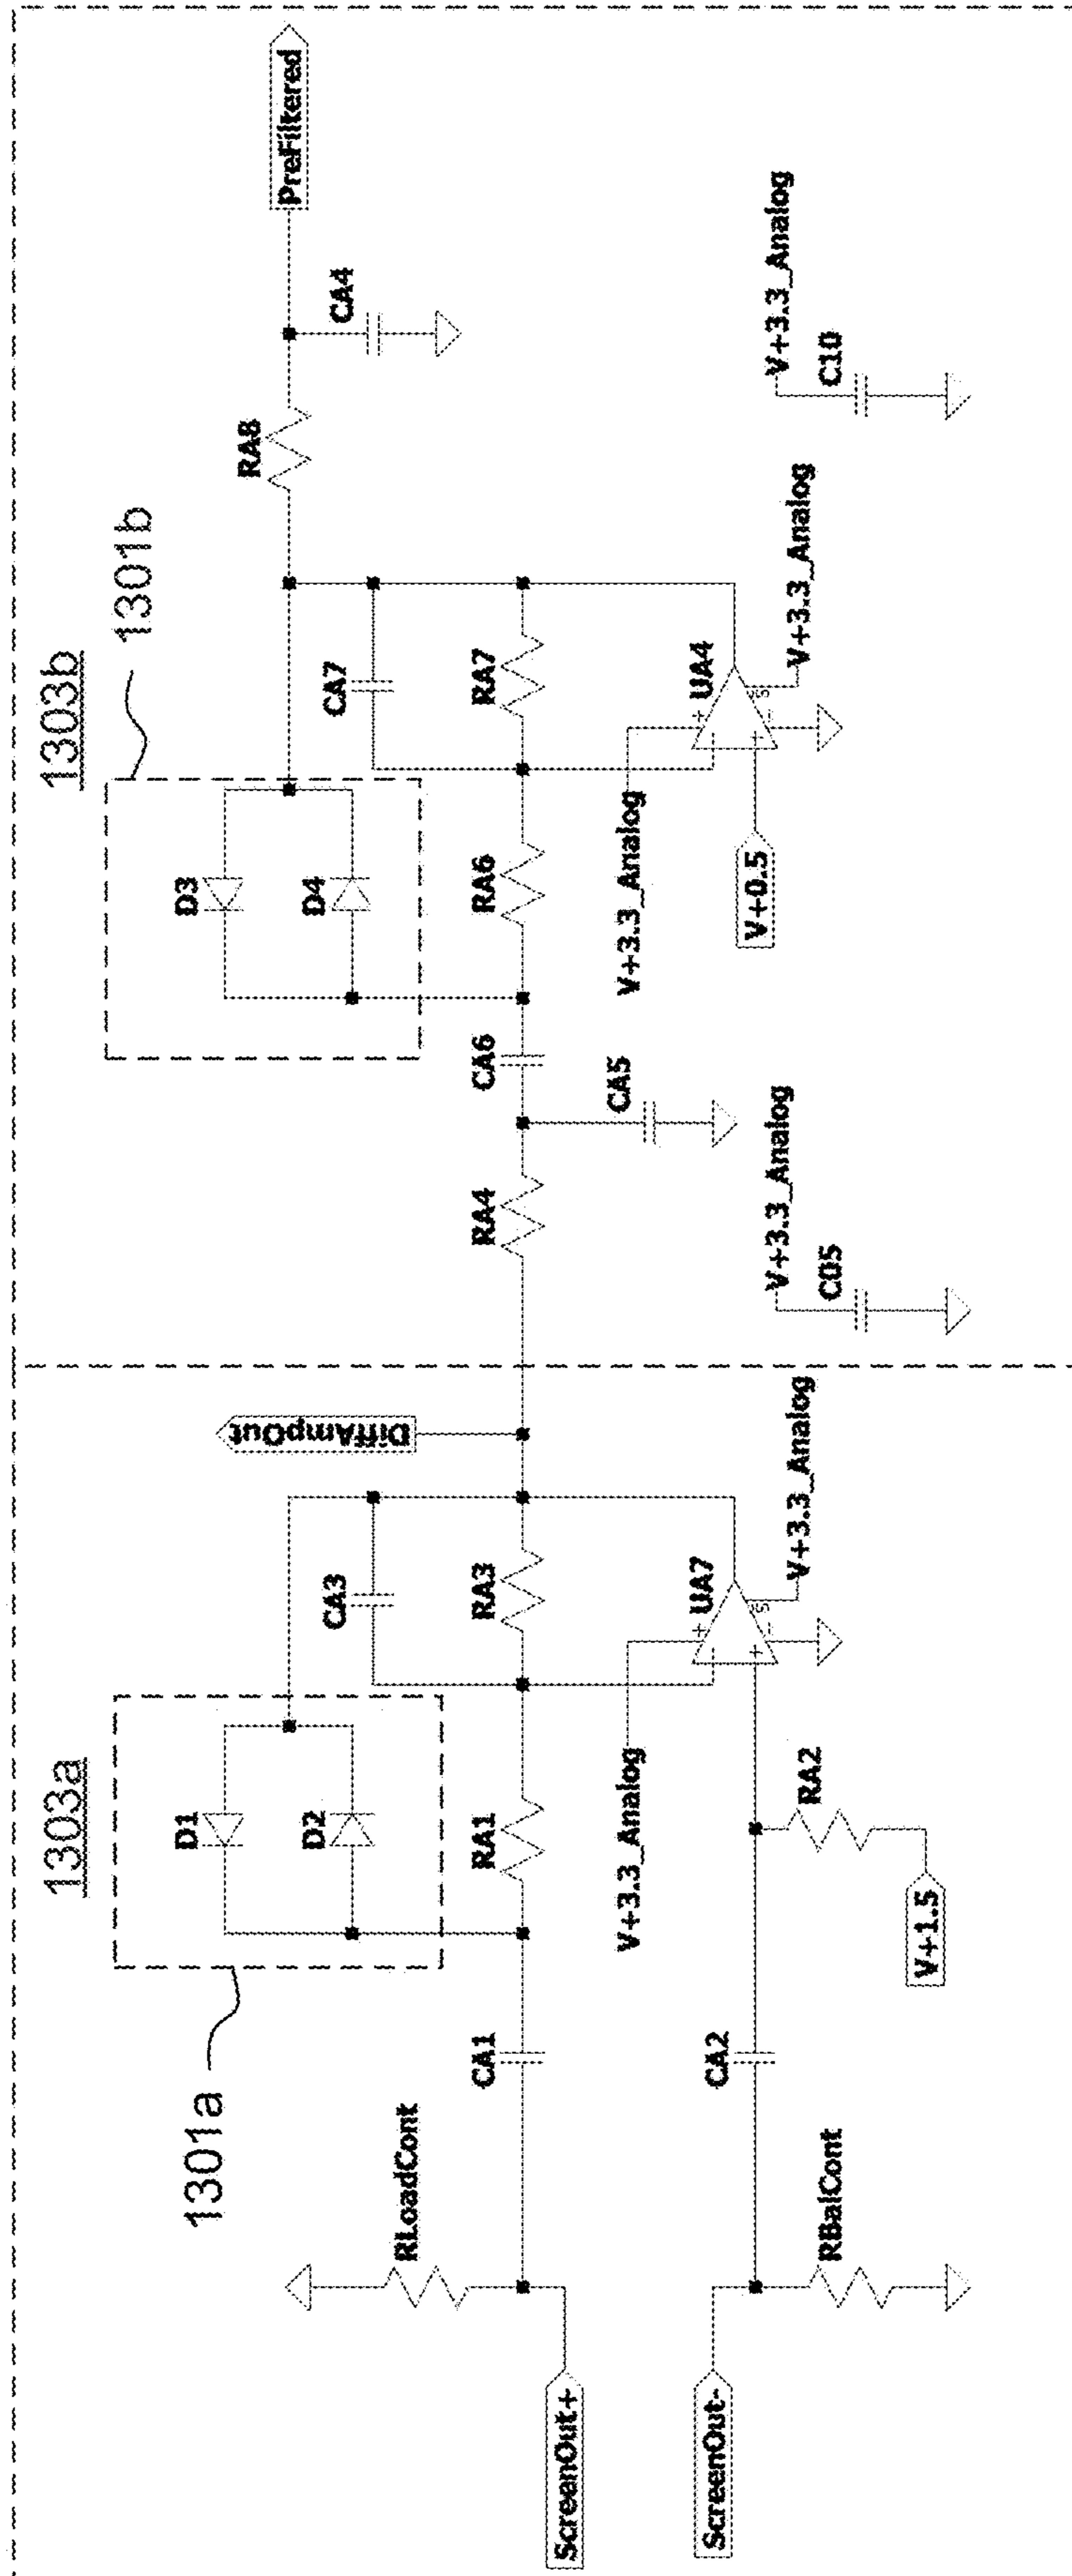 1303a
1303b
1301a
1301b
D1
D2
D3
D4
DiffAmpOut
PreFiltered
RLoadCont
CA1
RA1
CA3
RA3
RA4
CA6
CA5
RA6
CA7
RA7
RA8
CA4
ScreenOut+
ScreenOut-
RBalCont
CA2
RA2
V+1.5
V+3.3_Analog
UA7
V+3.3_Analog
V+3.3_Analog
C05
V+3.3_Analog
V+0.5
UA4
V+3.3_Analog
V+3.3_Analog
C10